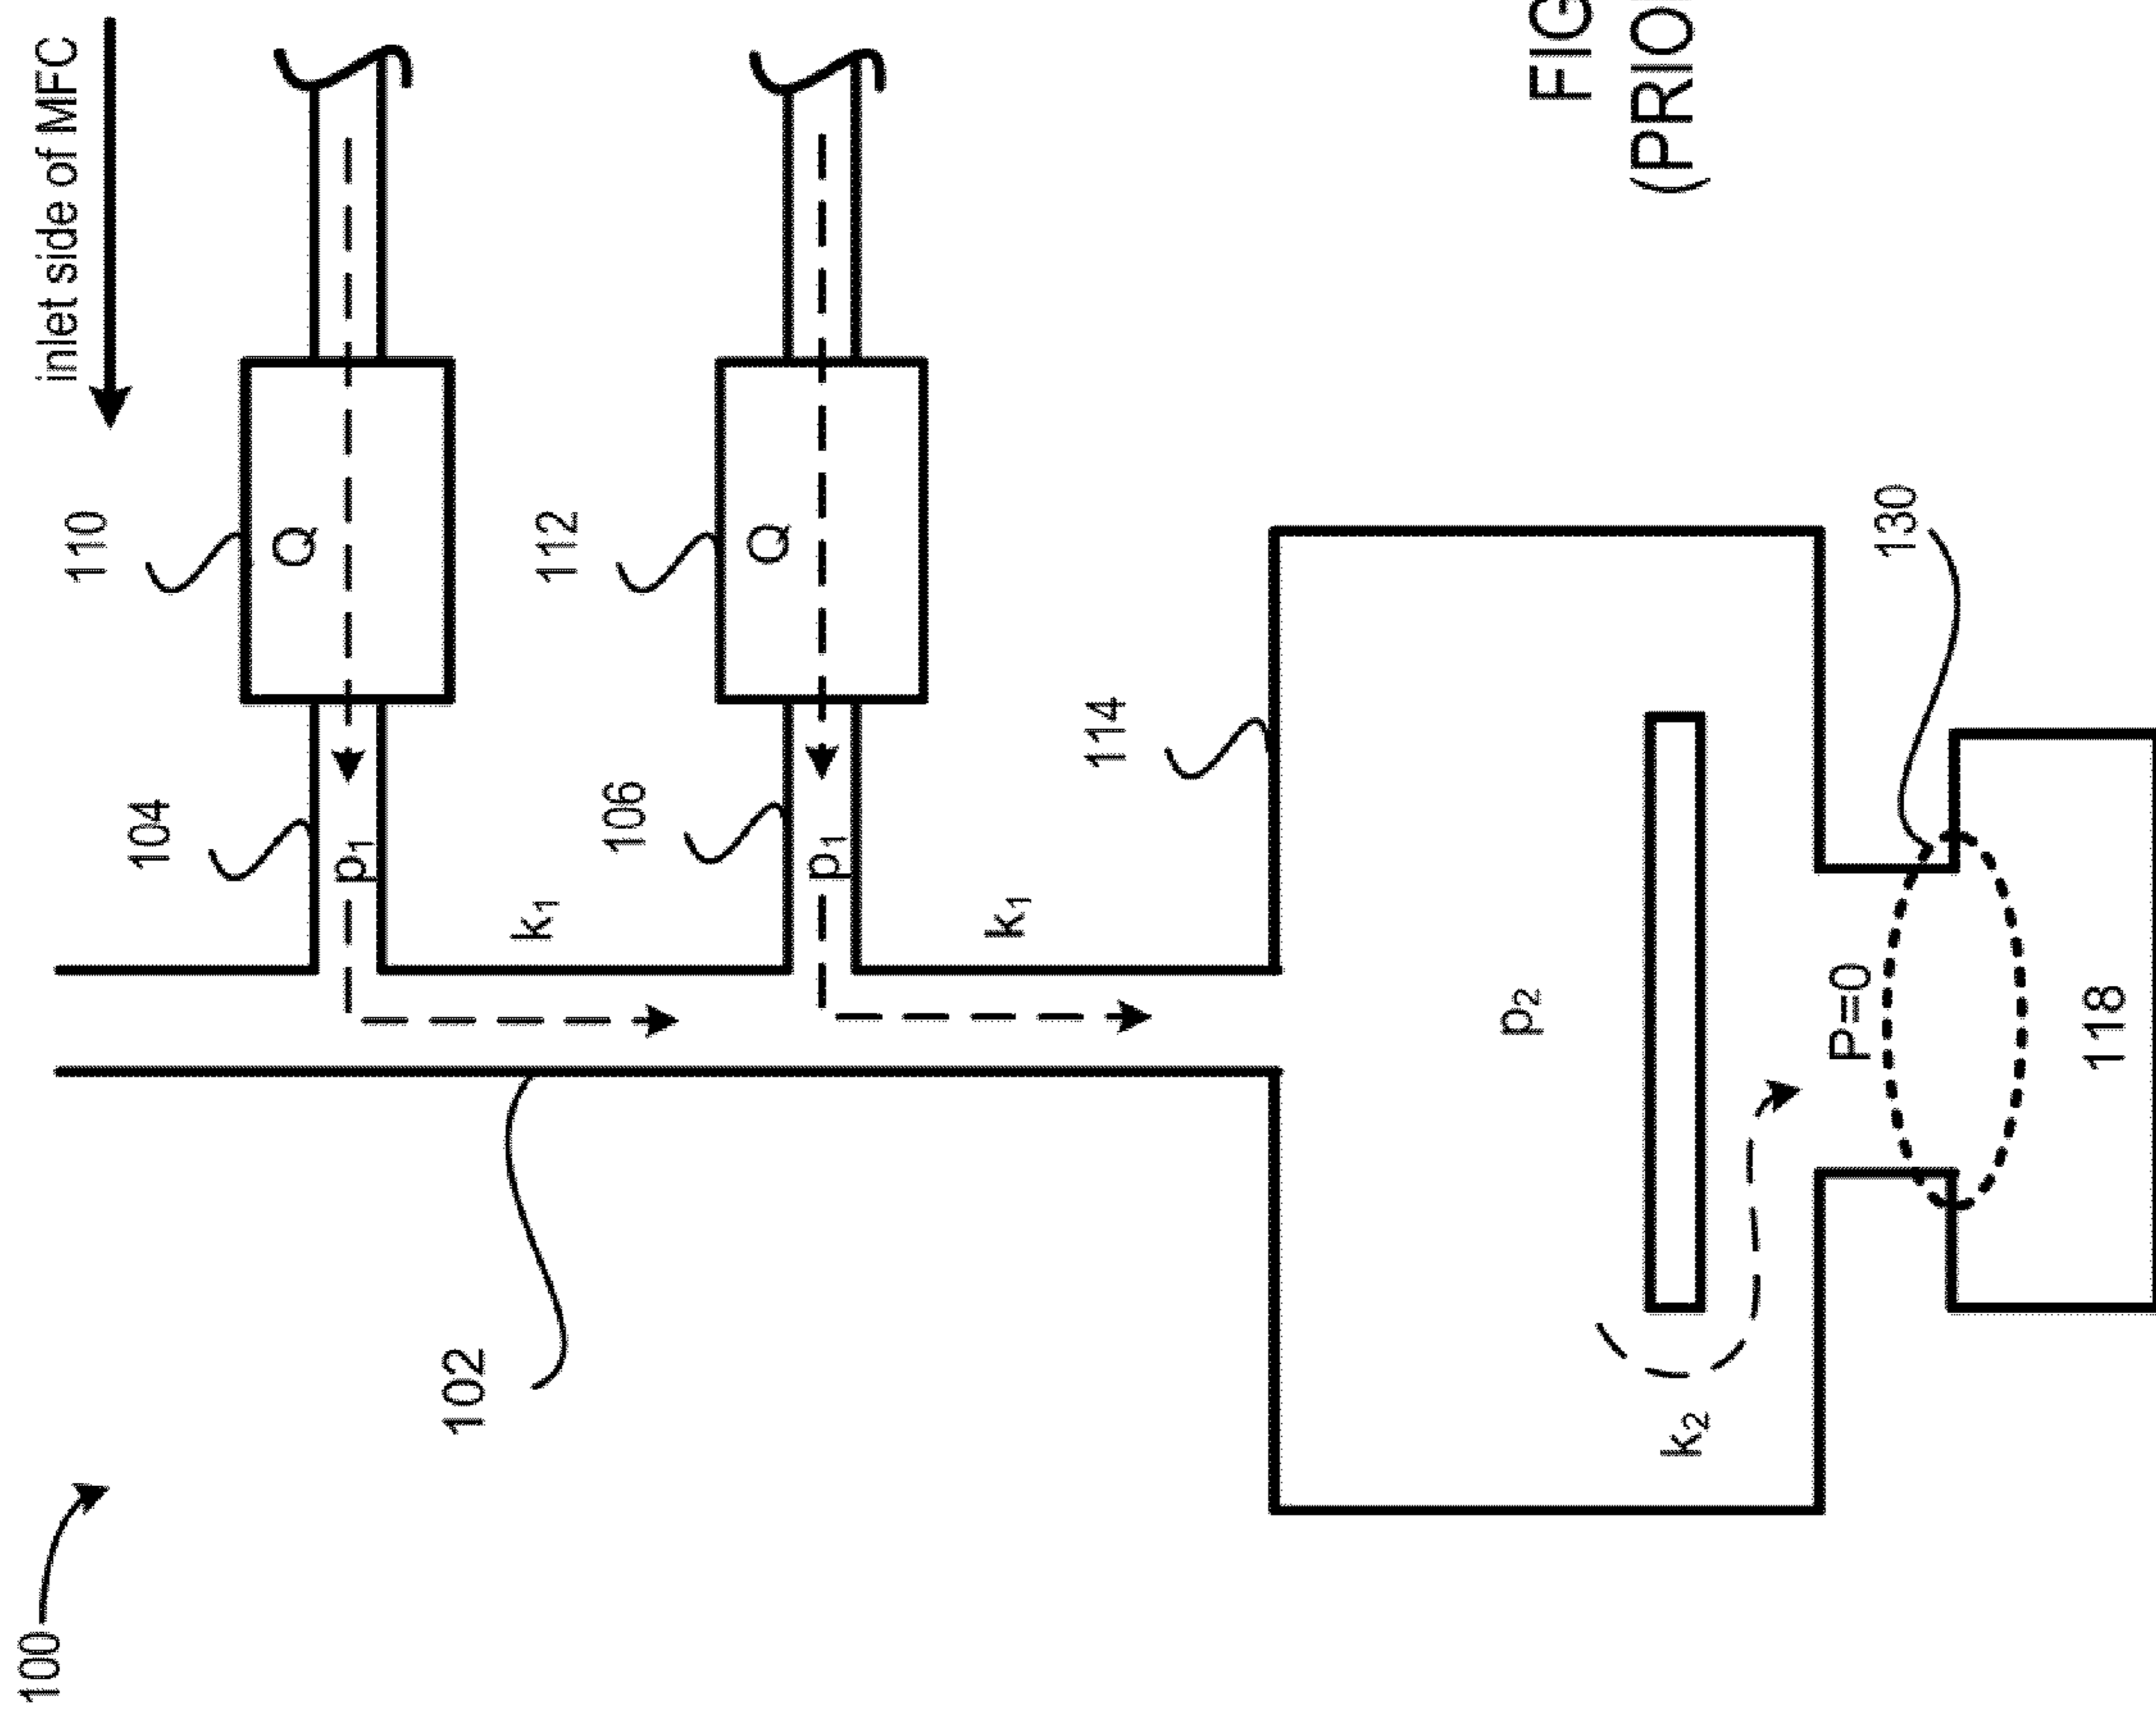 100
inlet side of MFC
110
104
Q
p₁
102
k₁
112
106
Q
p₁
k₁
114
p₂
FIG
(PRIO
k₂
P=0
130
118